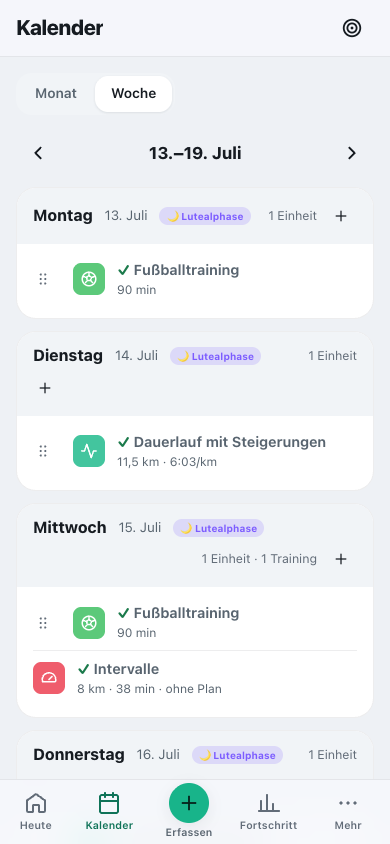 Kalender
Monat Woche
13.–19. Juli
Montag 13. Juli 🌙 Lutealphase 1 Einheit +
✓ Fußballtraining
90 min
Dienstag 14. Juli 🌙 Lutealphase 1 Einheit
+
✓ Dauerlauf mit Steigerungen
11,5 km · 6:03/km
Mittwoch 15. Juli 🌙 Lutealphase
1 Einheit · 1 Training +
✓ Fußballtraining
90 min
✓ Intervalle
8 km · 38 min · ohne Plan
Donnerstag 16. Juli 🌙 Lutealphase 1 Einheit
Heute Kalender Erfassen Fortschritt Mehr